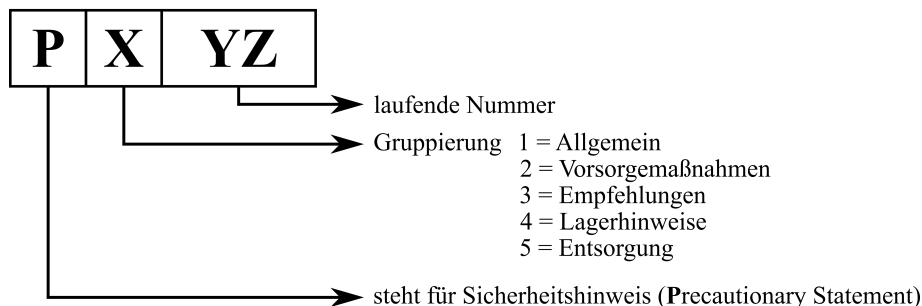 P X YZ
laufende Nummer
Gruppierung 1 = Allgemein
2 = Vorsorgemaßnahmen
3 = Empfehlungen
4 = Lagerhinweise
5 = Entsorgung
steht für Sicherheitshinweis (Precautionary Statement)